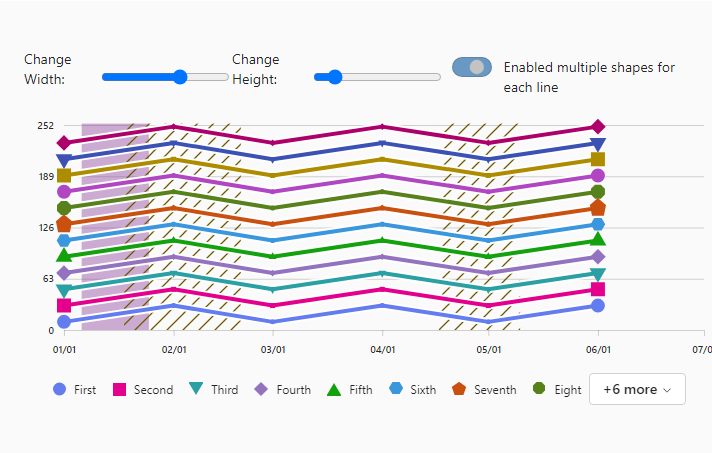 Change
Width:
Change
Height:
Enabled multiple shapes for
each line
252
189
126
63
0
01/01 02/01 03/01 04/01 05/01 06/01 07/0
First Second Third Fourth Fifth Sixth Seventh Eight +6 more